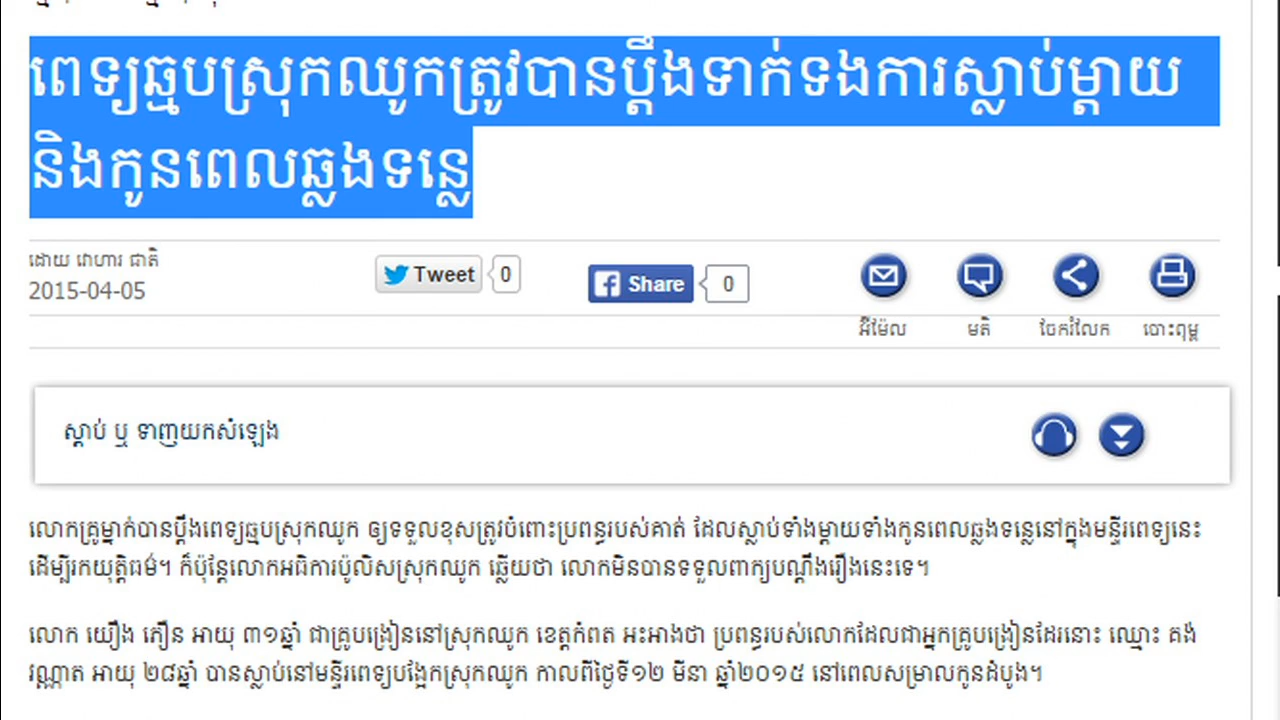 ពេទ្យឆ្មបស្រុកឈូកត្រូវបានប្ដឹងទាក់ទងការស្លាប់ម្ដាយ
និងកូនពេលឆ្លងទន្លេ
ដោយ វោហារ ជាតិ
2015-04-05
Tweet 0
Share 0
អ៊ីម៉ែល
មតិ
ចែករំលែក
បោះពុម្ព
ស្ដាប់ ឬ ទាញយកសំឡេង
លោកគ្រូម្នាក់បានប្ដឹងពេទ្យឆ្មបស្រុកឈូក ឲ្យទទួលខុសត្រូវចំពោះប្រពន្ធរបស់គាត់ ដែលស្លាប់ទាំងម្ដាយទាំងកូនពេលឆ្លងទន្លេនៅក្នុងមន្ទីរពេទ្យនេះ
ដើម្បីរកយុត្តិធម៌។ ក៏ប៉ុន្តែលោកអធិការប៉ូលិសស្រុកឈូក ឆ្លើយថា លោកមិនបានទទួលពាក្យបណ្ដឹងរឿងនេះទេ។
លោក យឿង ភឿន អាយុ ៣១ឆ្នាំ ជាគ្រូបង្រៀននៅស្រុកឈូក ខេត្តកំពត អះអាងថា ប្រពន្ធរបស់លោកដែលជាអ្នកគ្រូបង្រៀនដែរនោះ ឈ្មោះ គង់
វណ្ណាត អាយុ ២៨ឆ្នាំ បានស្លាប់នៅមន្ទីរពេទ្យបង្អែកស្រុកឈូក កាលពីថ្ងៃទី១២ មីនា ឆ្នាំ២០១៥ នៅពេលសម្រាលកូនដំបូង។